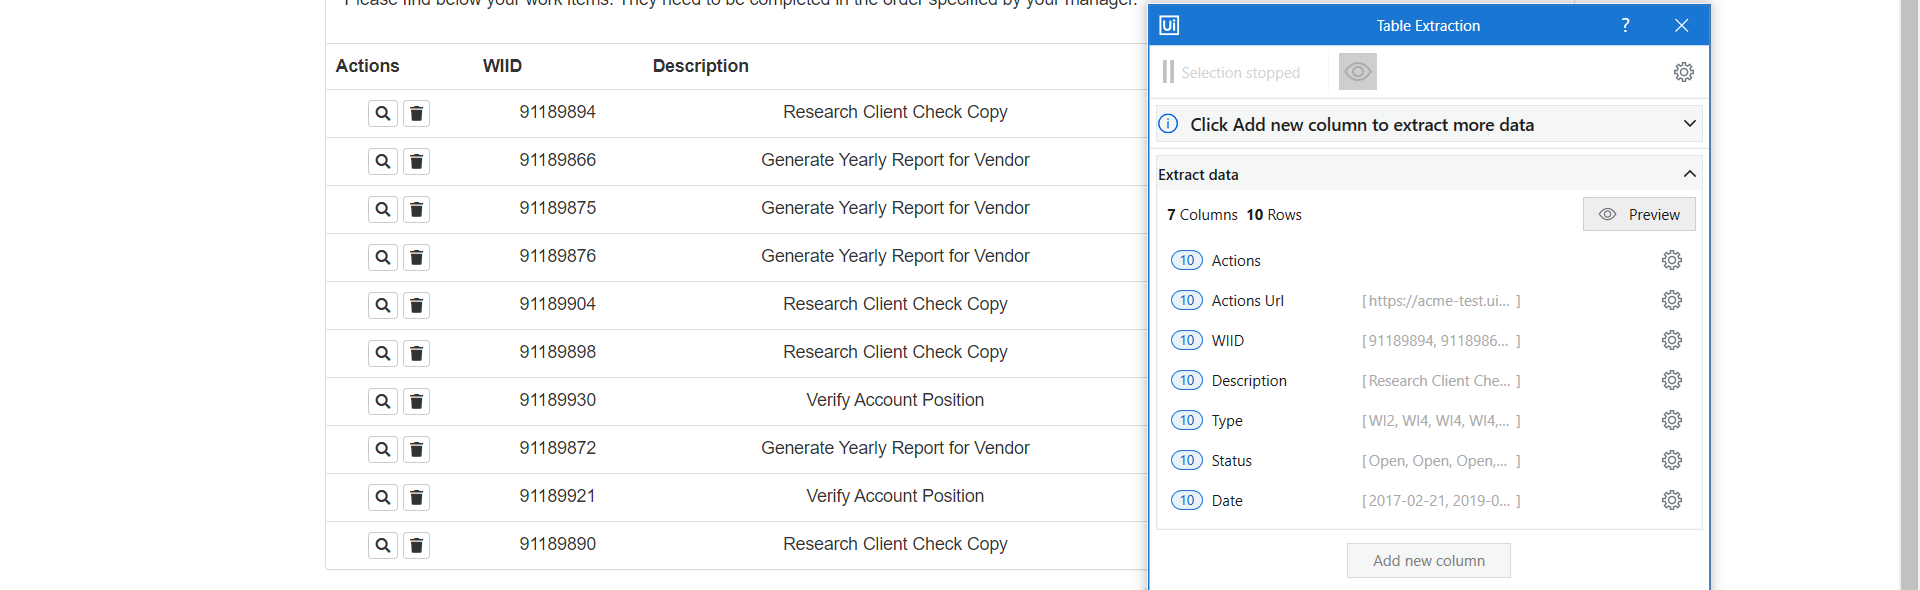 Please find below your work items. They need to be completed in the order specified by your manager.
Actions WIID Description
91189894 Research Client Check Copy
91189866 Generate Yearly Report for Vendor
91189875 Generate Yearly Report for Vendor
91189876 Generate Yearly Report for Vendor
91189904 Research Client Check Copy
91189898 Research Client Check Copy
91189930 Verify Account Position
91189872 Generate Yearly Report for Vendor
91189921 Verify Account Position
91189890 Research Client Check Copy
Ui Table Extraction ?
Selection stopped
Click Add new column to extract more data
Extract data
7 Columns 10 Rows Preview
10 Actions
10 Actions Url [ https://acme-test.ui... ]
10 WIID [ 91189894, 9118986... ]
10 Description [ Research Client Che... ]
10 Type [ WI2, WI4, WI4, WI4,... ]
10 Status [ Open, Open, Open,... ]
10 Date [ 2017-02-21, 2019-0... ]
Add new column